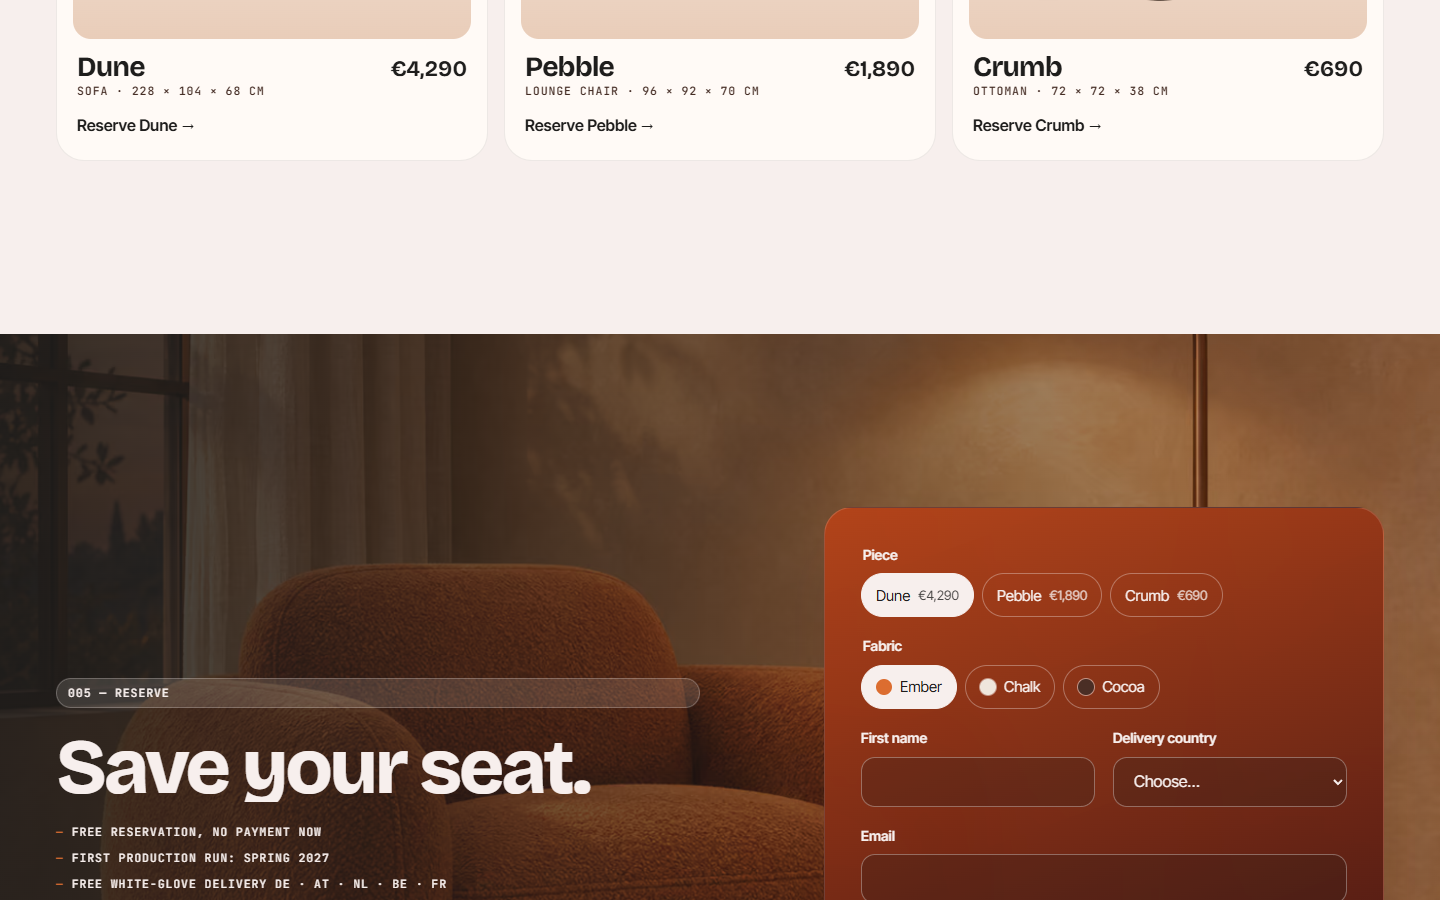 Dune
€4,290
SOFA · 228 × 104 × 68 CM
Reserve Dune →
Pebble
€1,890
LOUNGE CHAIR · 96 × 92 × 70 CM
Reserve Pebble →
Crumb
€690
OTTOMAN · 72 × 72 × 38 CM
Reserve Crumb →
005 — RESERVE
Save your seat.
— FREE RESERVATION, NO PAYMENT NOW
— FIRST PRODUCTION RUN: SPRING 2027
— FREE WHITE-GLOVE DELIVERY DE · AT · NL · BE · FR
Piece
Dune €4,290 Pebble €1,890 Crumb €690
Fabric
Ember Chalk Cocoa
First name
Delivery country
Choose...
Email